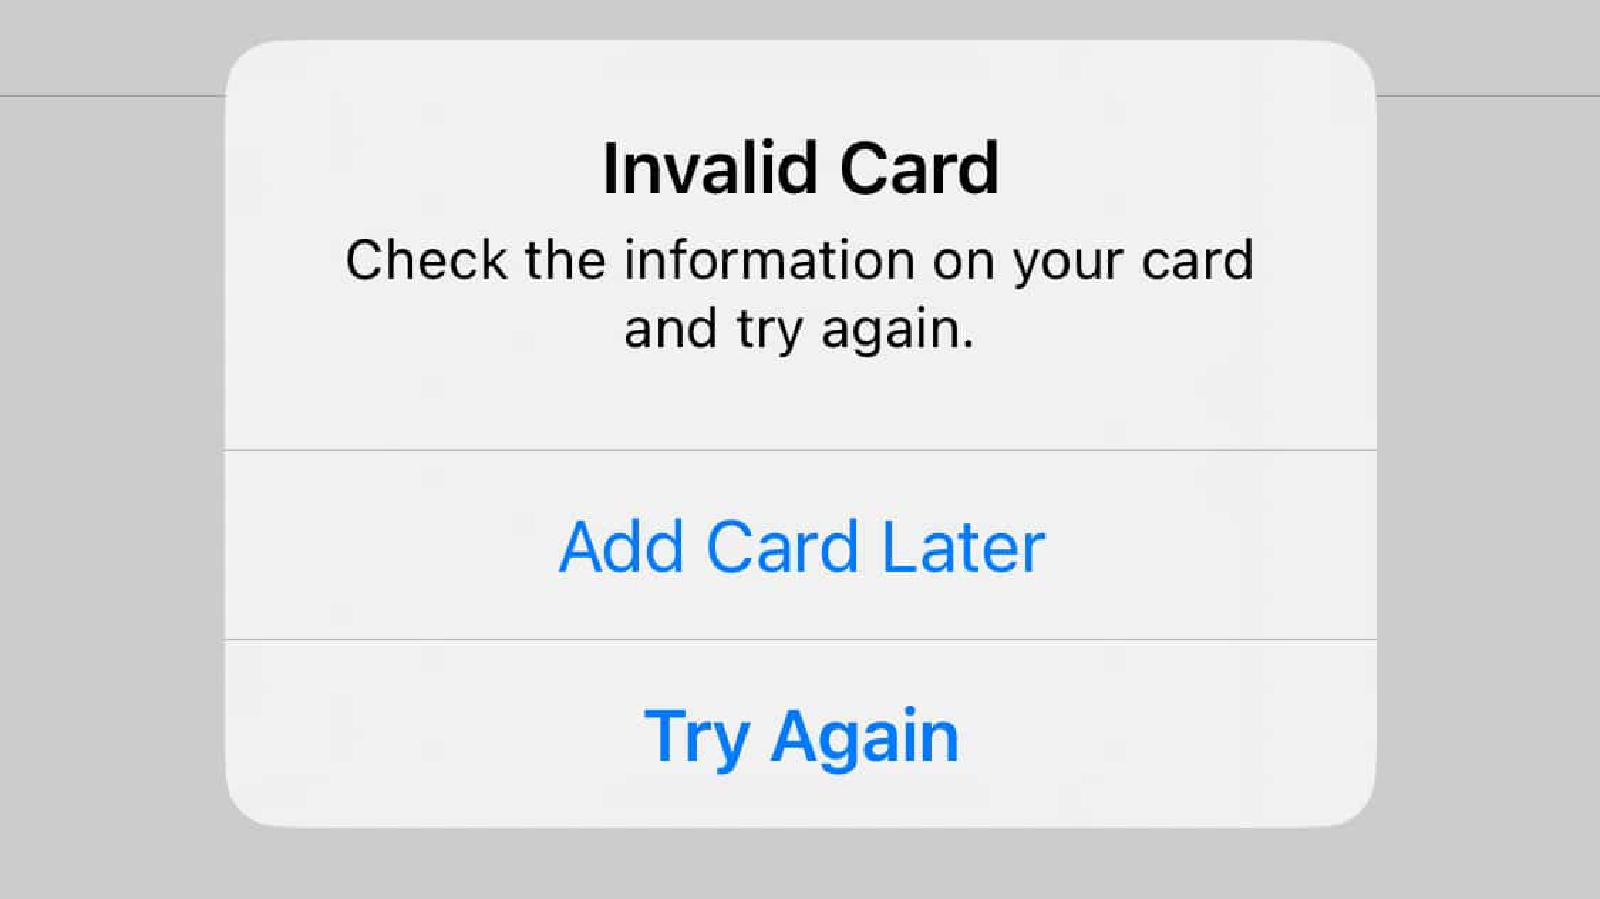 Invalid Card
Check the information on your card
and try again.
Add Card Later
Try Again